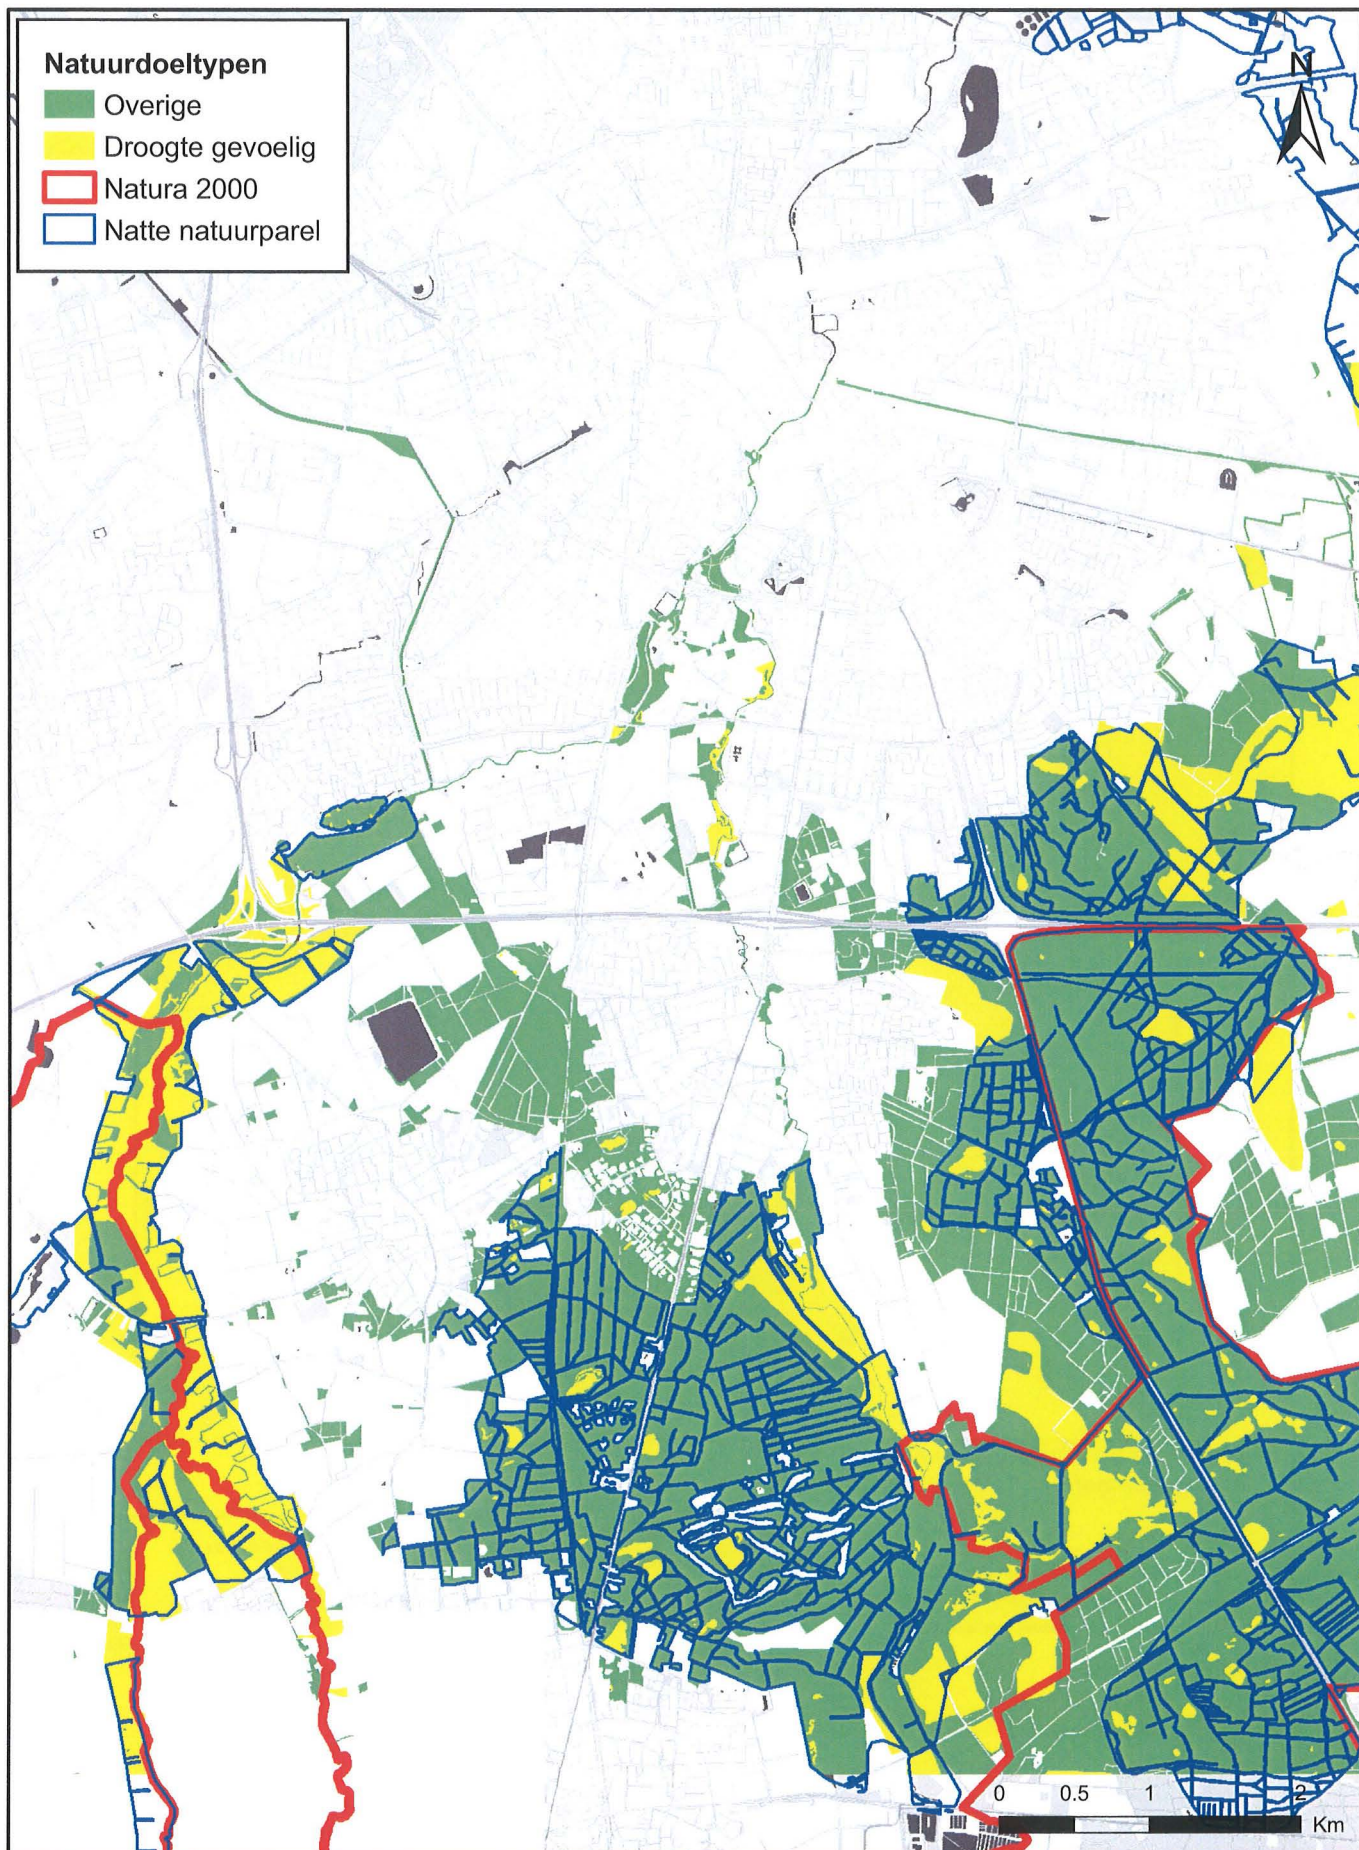 Natuurdoeltypen
Overige
Droogte gevoelig
Natura 2000
Natte natuurparel
N
0 0.5 1 2
Km